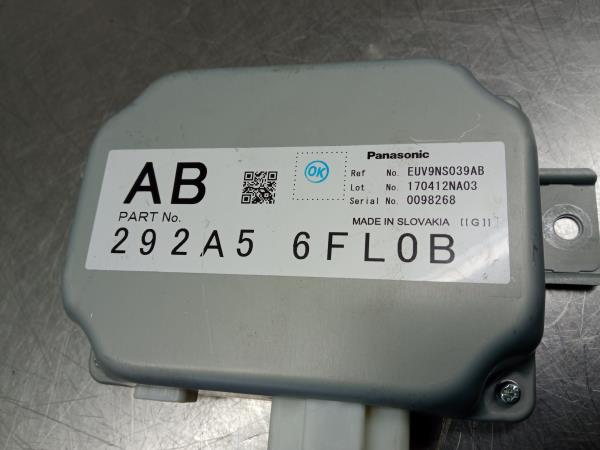 AB
OK
Panasonic
Ref No. EUV9NS039AB
Lot No. 170412NA03
Serial No. 0098268
PART No.
MADE IN SLOVAKIA [[G]]
292A5 6FL0B